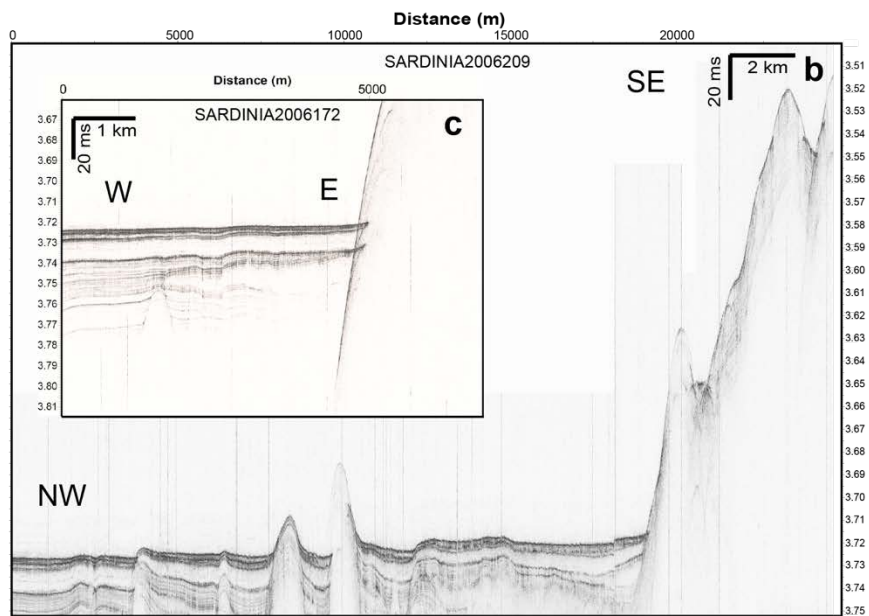 Distance (m)
0 5000 10000 15000 20000
SARDINIA2006209
SE
20 ms
2 km
b
3.51
3.52
3.53
3.54
3.55
3.56
3.57
3.58
3.59
3.60
3.61
3.62
3.63
3.64
3.65
3.66
3.67
3.68
3.69
3.70
3.71
3.72
3.73
3.74
3.75
Distance (m)
0 5000
SARDINIA2006172
c
20 ms
1 km
W E
3.67
3.68
3.69
3.70
3.71
3.72
3.73
3.74
3.75
3.76
3.77
3.78
3.79
3.80
3.81
NW